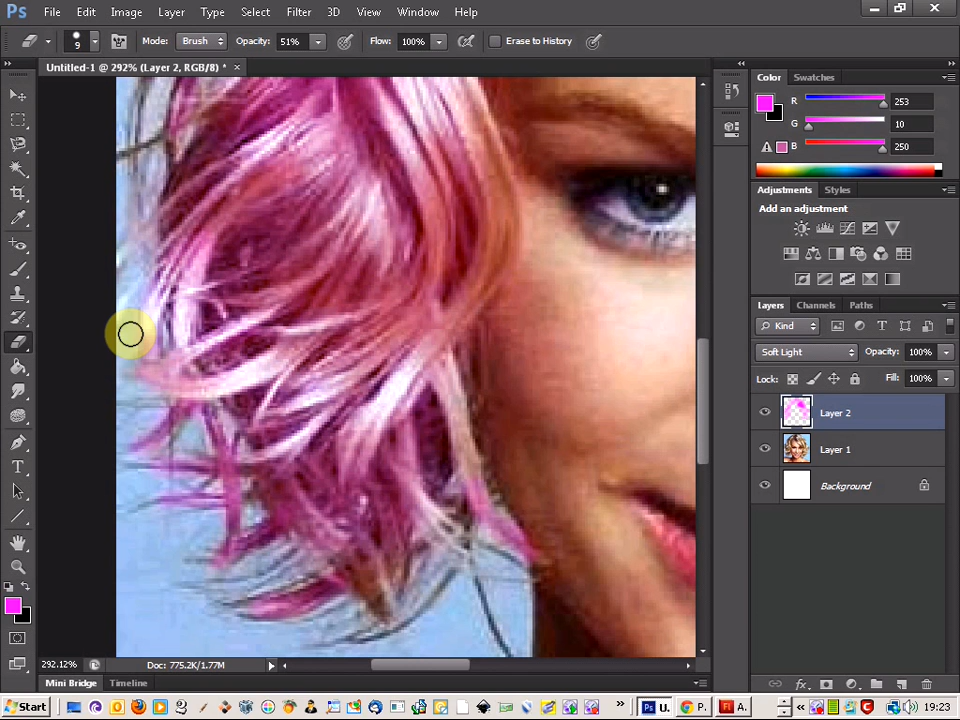 Ps File Edit Image Layer Type Select Filter 3D View Window Help
9 Mode: Brush Opacity: 51% Flow: 100% Erase to History
Untitled-1 @ 292% (Layer 2, RGB/8) * ×
Color Swatches
R 253
G 10
B 250
Adjustments Styles
Add an adjustment
Layers Channels Paths
Kind
Soft Light Opacity: 100%
Lock: Fill: 100%
Layer 2
Layer 1
Background
292.12% Doc: 775.2K/1.77M
Mini Bridge Timeline
Start U. P. A. 19:23